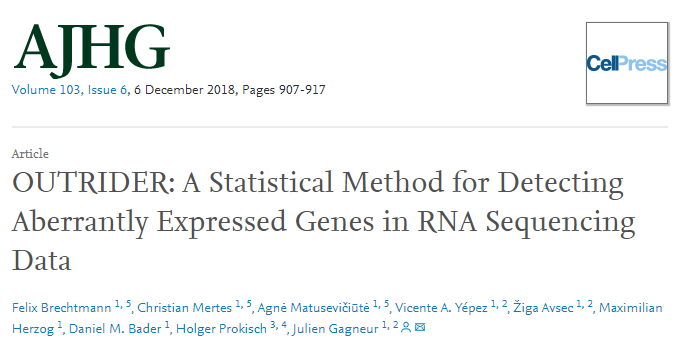 AJHG
Volume 103, Issue 6, 6 December 2018, Pages 907-917
CellPress
Article
OUTRIDER: A Statistical Method for Detecting
Aberrantly Expressed Genes in RNA Sequencing
Data
Felix Brechtmann 1, 5, Christian Mertes 1, 5, Agnė Matusevičiūtė 1, 5, Vicente A. Yépez 1, 2, Žiga Avsec 1, 2, Maximilian
Herzog 1, Daniel M. Bader 1, Holger Prokisch 3, 4, Julien Gagneur 1, 2